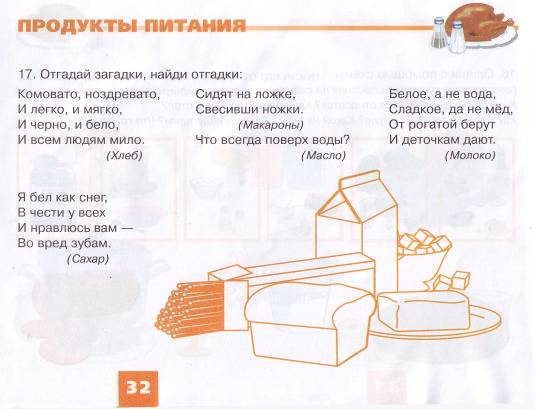 ПРОДУКТЫ ПИТАНИЯ
17. Отгадай загадки, найди отгадки:
Комовато, ноздревато,
И легко, и мягко,
И черно, и бело,
И всем людям мило.
(Хлеб)
Сидят на ложке,
Свесивши ножки.
(Макароны)
Что всегда поверх воды?
(Масло)
Белое, а не вода,
Сладкое, да не мёд,
От рогатой берут
И деточкам дают.
(Молоко)
Я бел как снег,
В чести у всех
И нравлюсь вам —
Во вред зубам.
(Сахар)
32